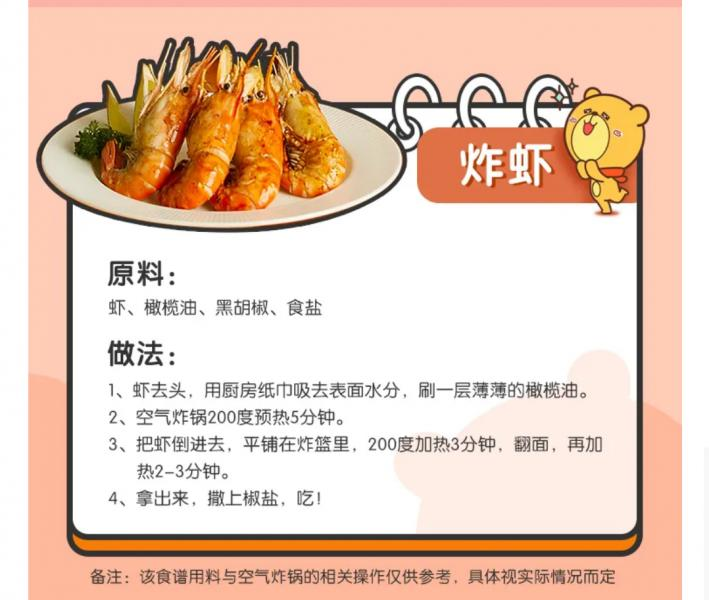 炸虾
原料：
虾、橄榄油、黑胡椒、食盐
做法：
1、虾去头，用厨房纸巾吸去表面水分，刷一层薄薄的橄榄油。
2、空气炸锅200度预热5分钟。
3、把虾倒进去，平铺在炸篮里，200度加热3分钟，翻面，再加
热2-3分钟。
4、拿出来，撒上椒盐，吃！
备注：该食谱用料与空气炸锅的相关操作仅供参考，具体视实际情况而定